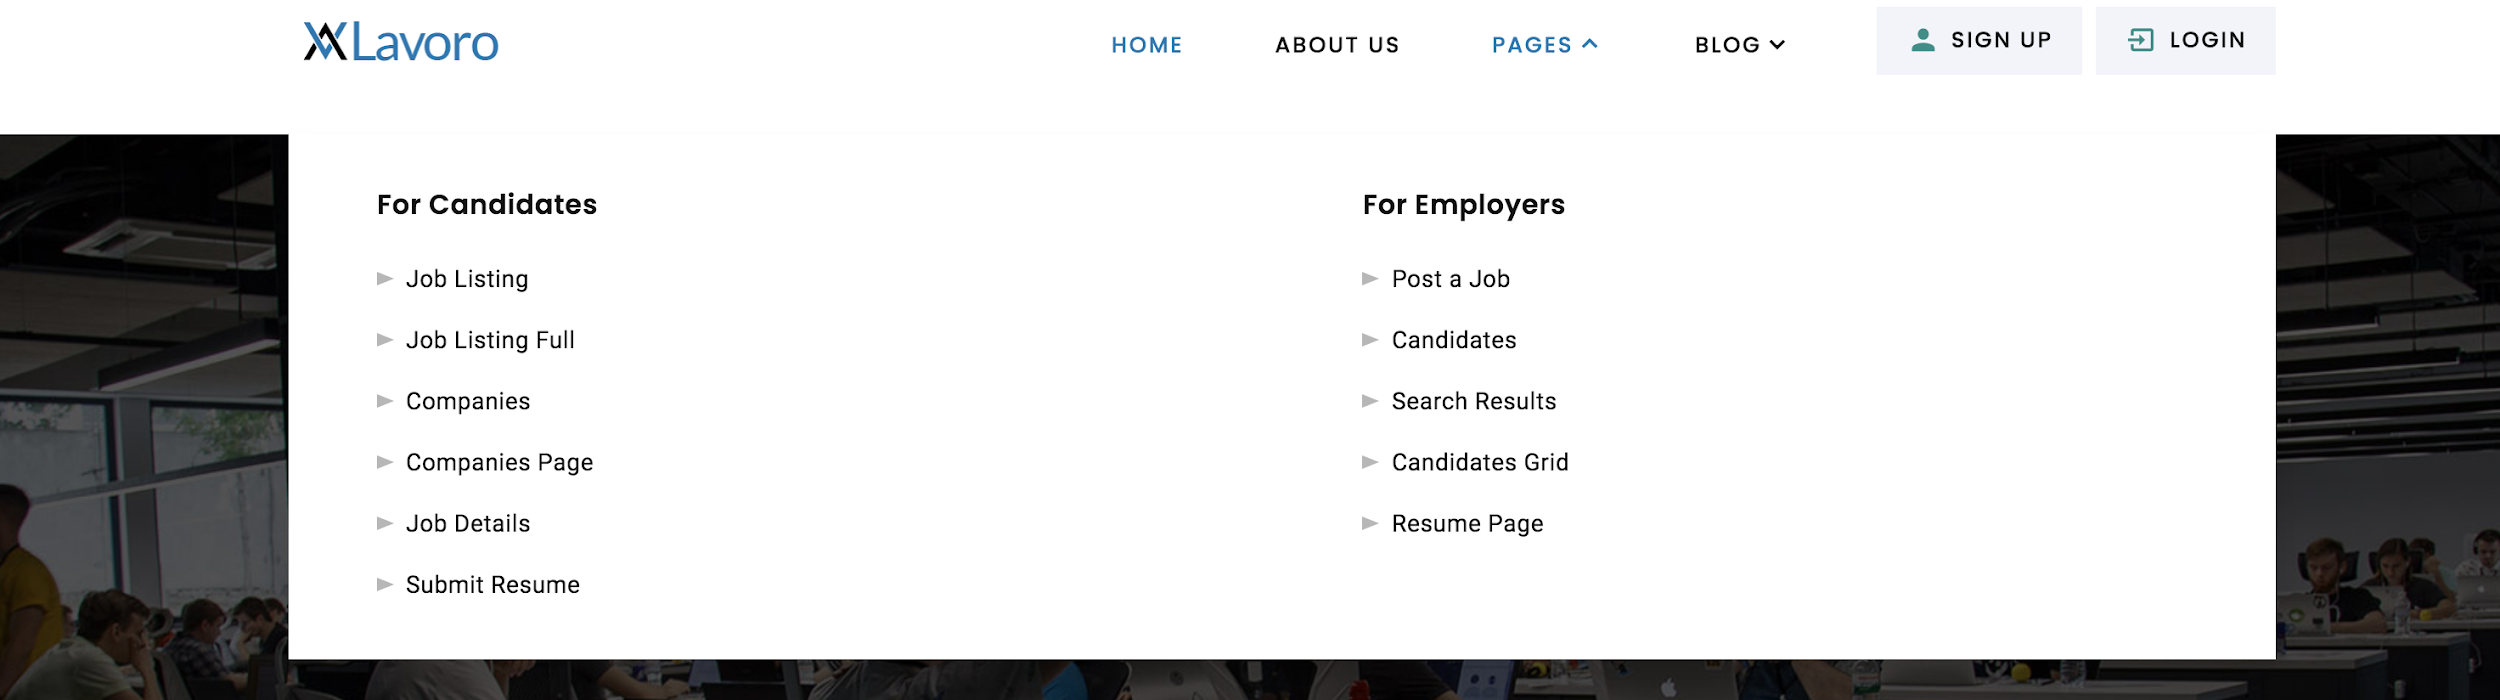 Lavoro
HOME
ABOUT US
PAGES
BLOG
SIGN UP
LOGIN
For Candidates
Job Listing
Job Listing Full
Companies
Companies Page
Job Details
Submit Resume
For Employers
Post a Job
Candidates
Search Results
Candidates Grid
Resume Page